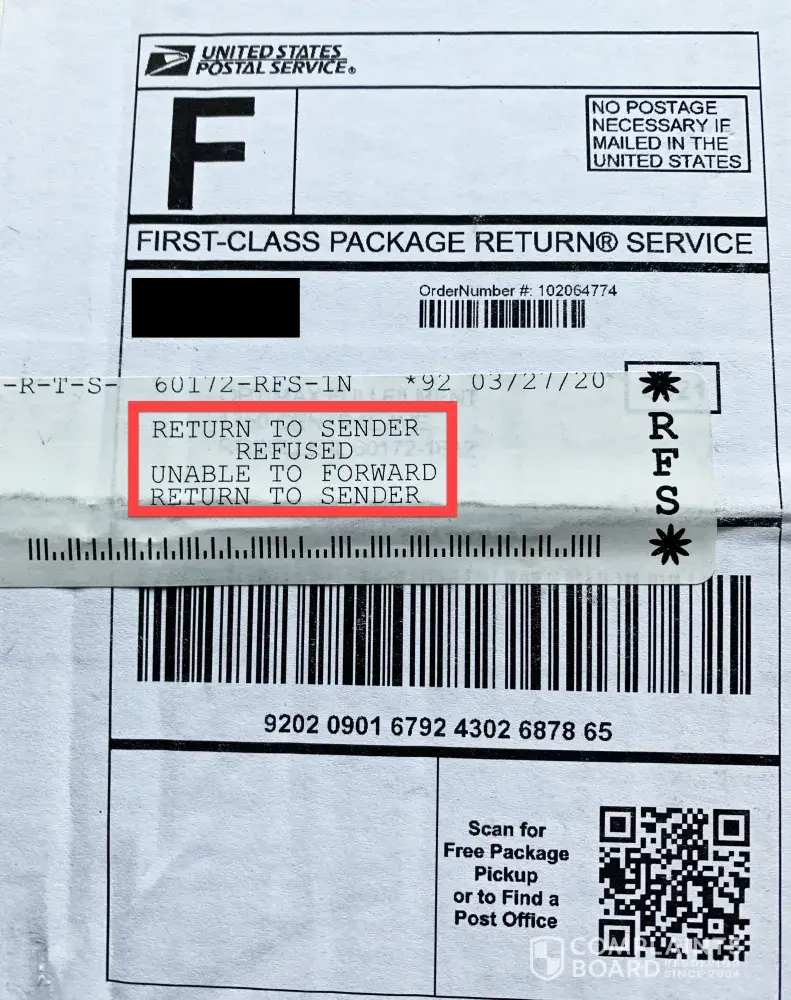 UNITED STATES
POSTAL SERVICE®
F
NO POSTAGE
NECESSARY IF
MAILED IN THE
UNITED STATES
FIRST-CLASS PACKAGE RETURN® SERVICE
OrderNumber #: 102064774
-R-T-S- 60172-RFS-1N *92 03/27/20
RETURN TO SENDER
REFUSED
UNABLE TO FORWARD
RETURN TO SENDER
*RFS*
9202 0901 6792 4302 6878 65
Scan for
Free Package
Pickup
or to Find a
Post Office
COMPLAINTS
BOARD
SINCE 2004